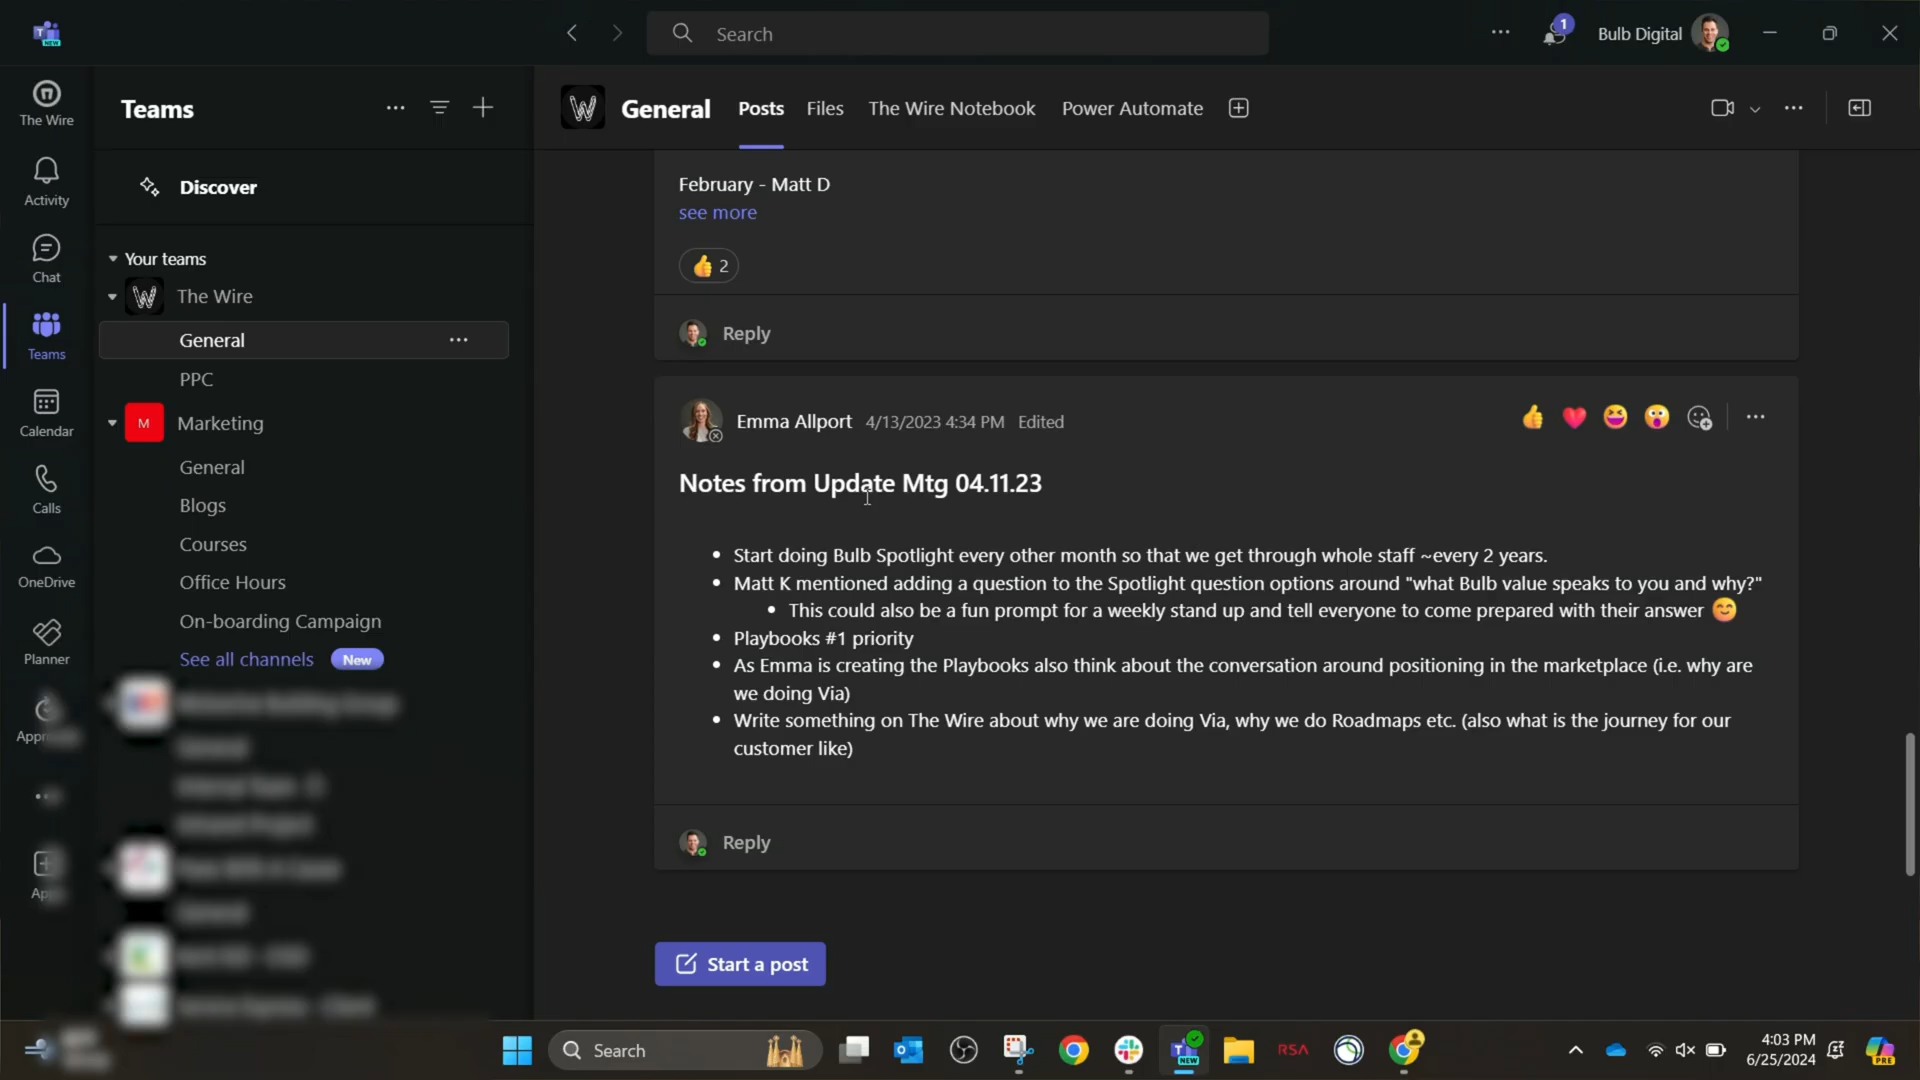 NEW
Search
1
Bulb Digital
The Wire
Activity
Chat
Teams
Calendar
Calls
OneDrive
Planner
Teams
Discover
Your teams
The Wire
General
PPC
M
Marketing
General
Blogs
Courses
Office Hours
On-boarding Campaign
See all channels New
W General Posts Files The Wire Notebook Power Automate
February - Matt D
see more
👍 2
Reply
Emma Allport 4/13/2023 4:34 PM Edited
Notes from Update Mtg 04.11.23
• Start doing Bulb Spotlight every other month so that we get through whole staff ~every 2 years.
• Matt K mentioned adding a question to the Spotlight question options around "what Bulb value speaks to you and why?"
• This could also be a fun prompt for a weekly stand up and tell everyone to come prepared with their answer 😊
• Playbooks #1 priority
• As Emma is creating the Playbooks also think about the conversation around positioning in the marketplace (i.e. why are
we doing Via)
• Write something on The Wire about why we are doing Via, why we do Roadmaps etc. (also what is the journey for our
customer like)
Reply
Start a post
Search
NEW
RSA
4:03 PM
6/25/2024
PRE